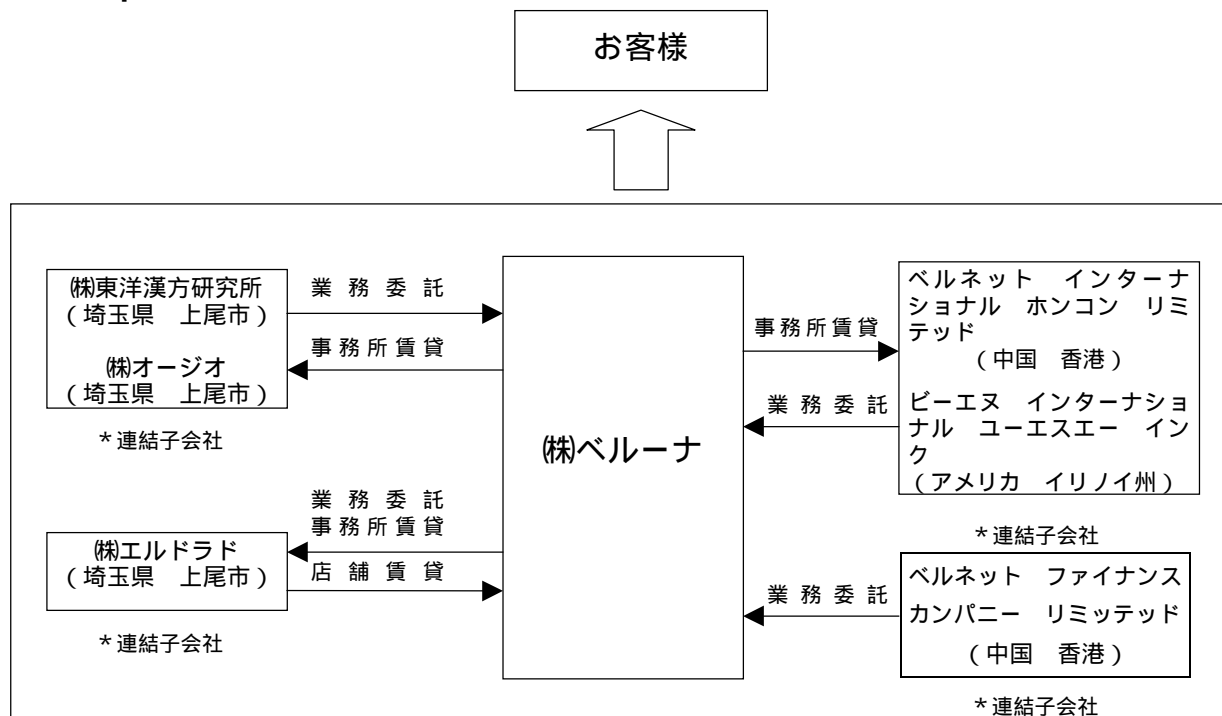 お客様
㈱東洋漢方研究所
(埼玉県 上尾市)
㈱オージオ
(埼玉県 上尾市)
*連結子会社
業務委託
事務所賃貸
㈱エルドラド
(埼玉県 上尾市)
*連結子会社
業務委託
事務所賃貸
店舗賃貸
㈱ベルーナ
事務所賃貸
業務委託
ベルネット インターナ
ショナル ホンコン リミ
テッド
(中国 香港)
ビーエヌ インターナショ
ナル ユーエスエー イン
ク
(アメリカ イリノイ州)
*連結子会社
業務委託
ベルネット ファイナンス
カンパニー リミッテッド
(中国 香港)
*連結子会社